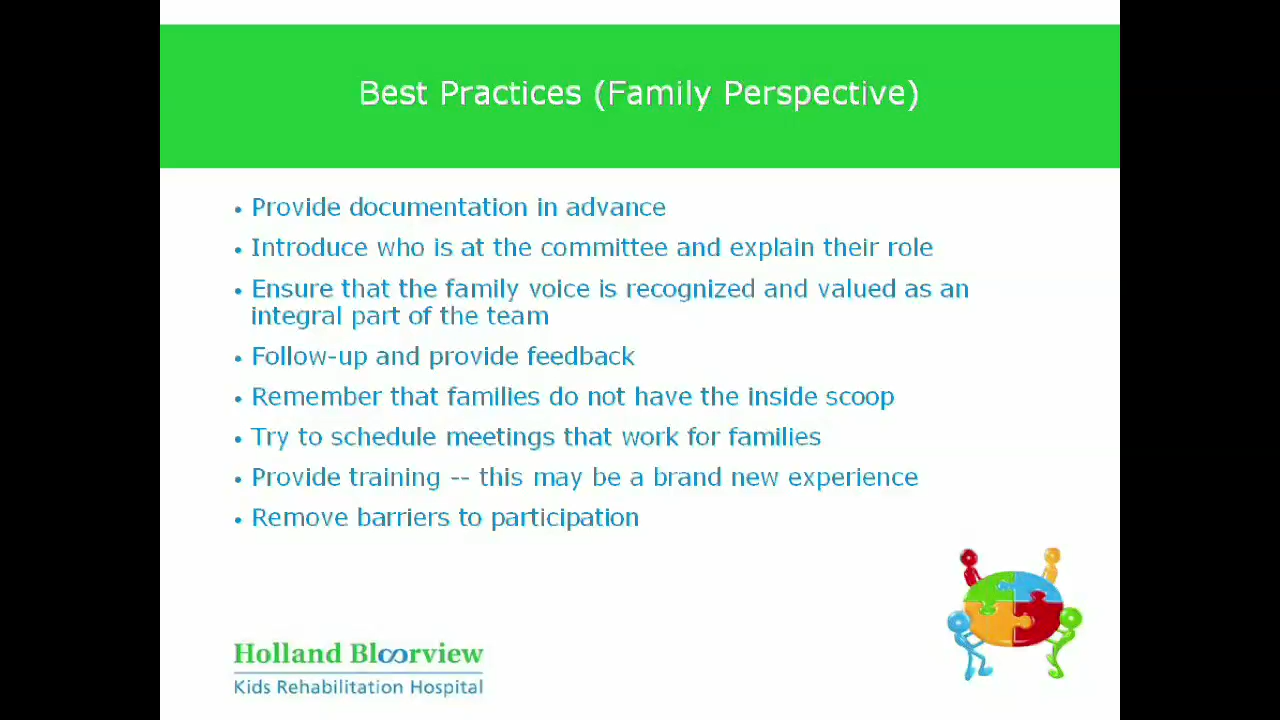 Best Practices (Family Perspective)
• Provide documentation in advance
• Introduce who is at the committee and explain their role
• Ensure that the family voice is recognized and valued as an
integral part of the team
• Follow-up and provide feedback
• Remember that families do not have the inside scoop
• Try to schedule meetings that work for families
• Provide training -- this may be a brand new experience
• Remove barriers to participation
Holland Bloorview
Kids Rehabilitation Hospital